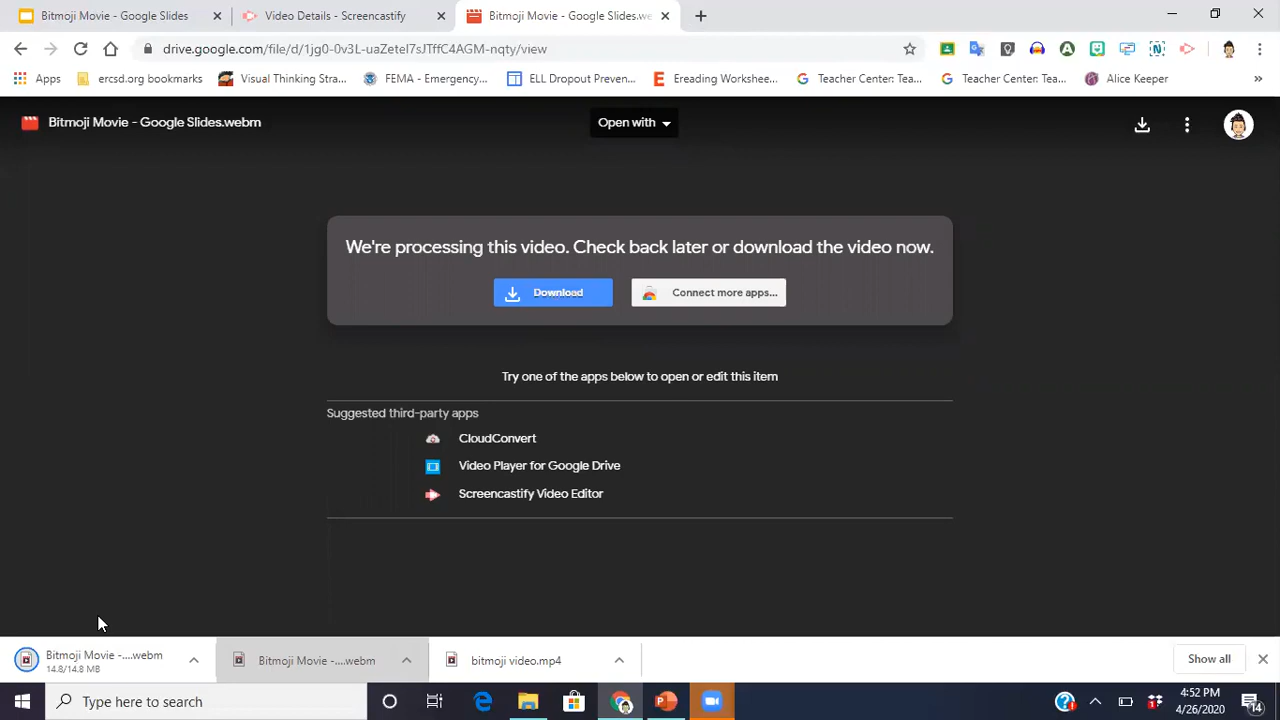 Bitmoji Movie - Google Slides
Video Details - Screencastify
Bitmoji Movie - Google Slides.we
drive.google.com/file/d/1jg0-0v3L-uaZetel7sJTffC4AGM-nqty/view
Apps
ercsd.org bookmarks
Visual Thinking Stra...
FEMA - Emergency...
ELL Dropout Preven...
Ereading Workshee...
Teacher Center: Tea...
Teacher Center: Tea...
Alice Keeper
»
Bitmoji Movie - Google Slides.webm
Open with
We're processing this video. Check back later or download the video now.
Download
Connect more apps...
Try one of the apps below to open or edit this item
Suggested third-party apps
CloudConvert
Video Player for Google Drive
Screencastify Video Editor
Bitmoji Movie -....webm
14.8/14.8 MB
Bitmoji Movie -....webm
bitmoji video.mp4
Show all
Type here to search
4:52 PM
4/26/2020
14